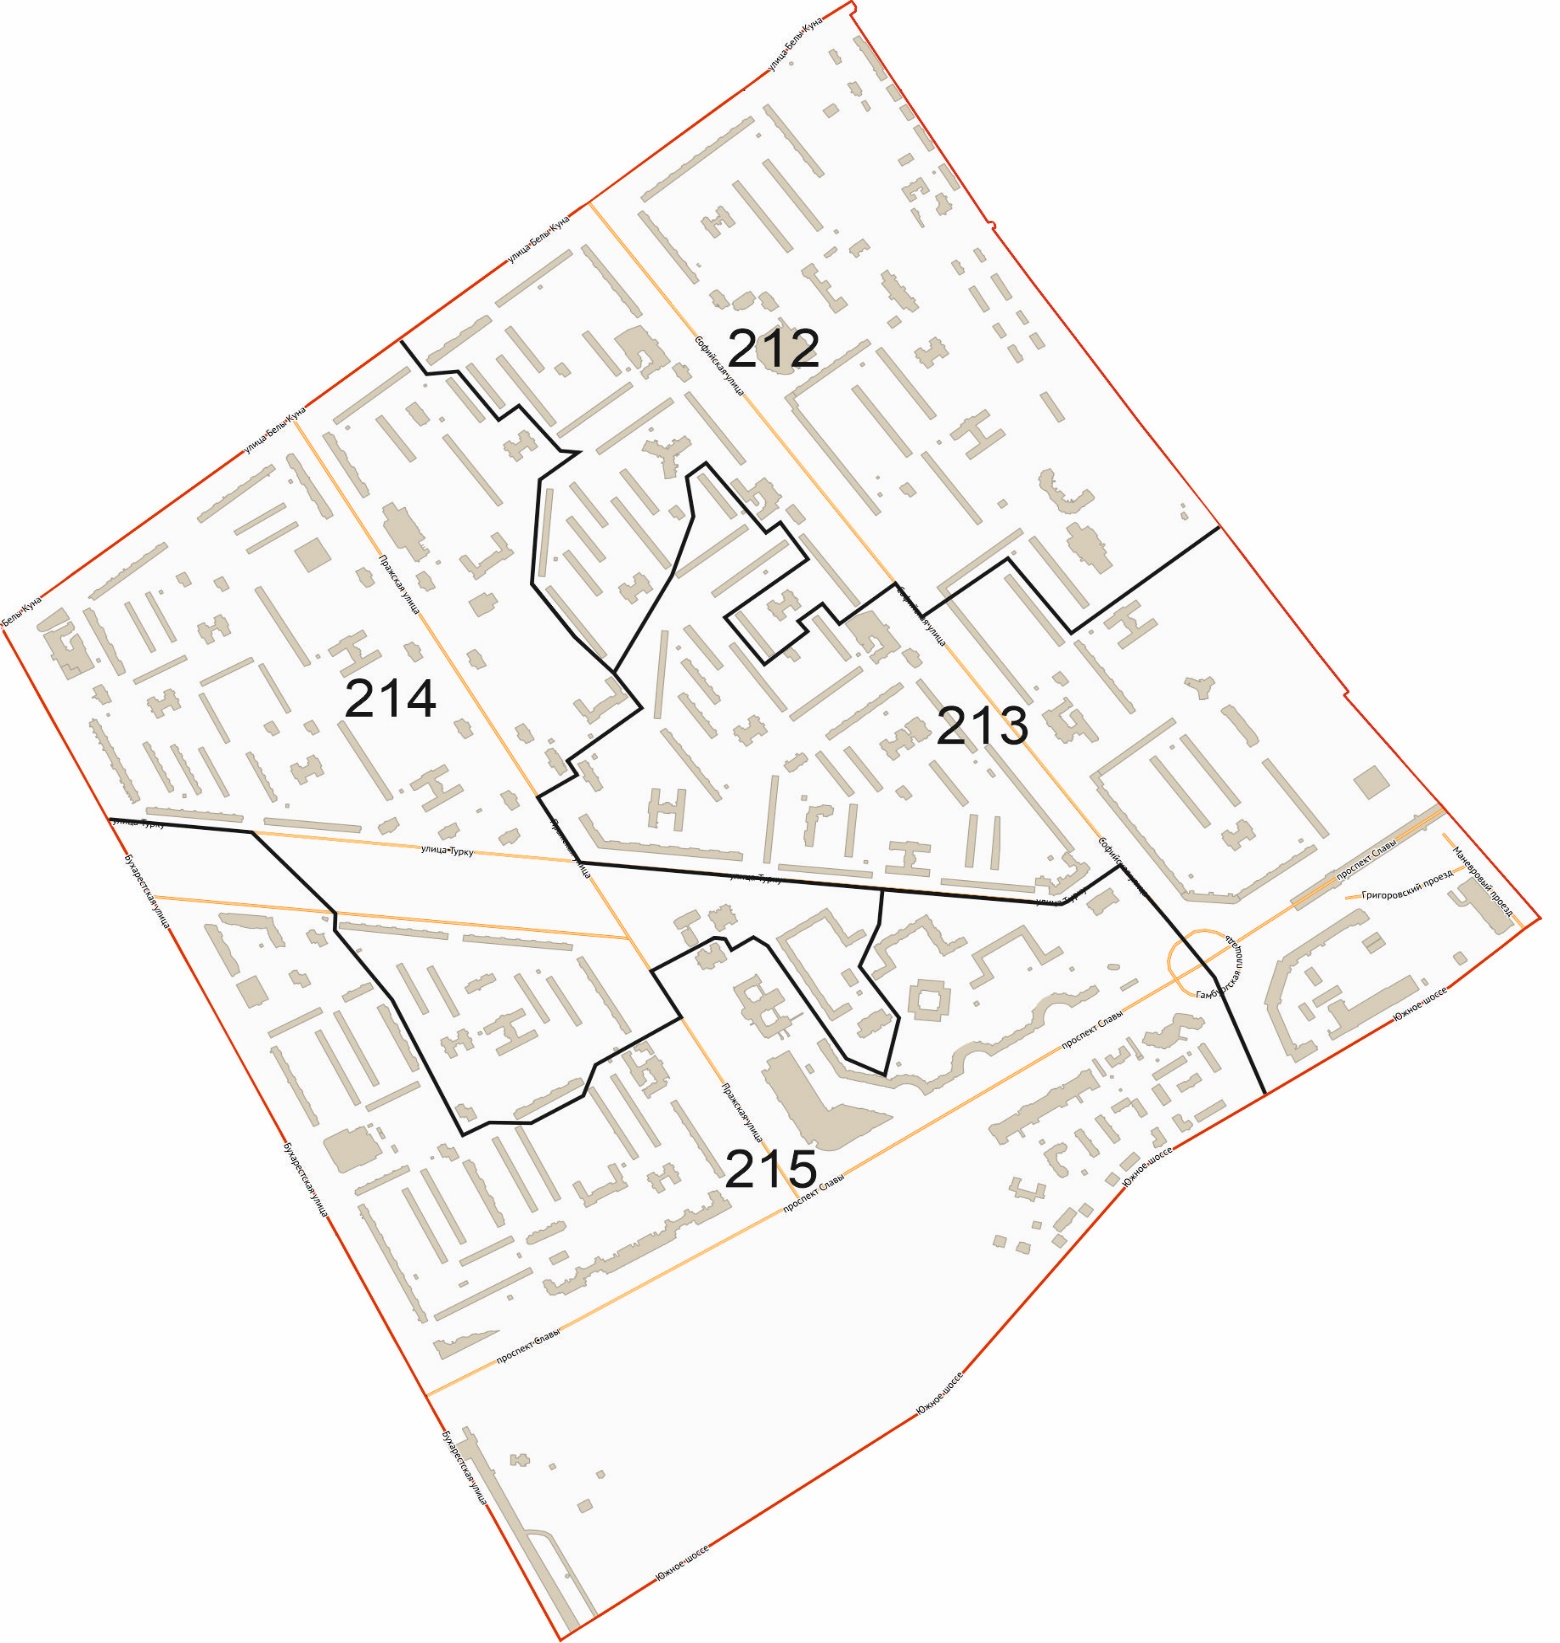 улица Белы Куна
улица Белы Куна
212
Софийская улица
улица Белы Куна
Пражская улица
Белы Куна
Софийская улица
214
213
улица Турку
Пражская улица
улица Турку
улица Турку
улица Турку
Софийская улица
проспект Славы
Маневровый проезд
Григоровский проезд
Бухарестская улица
Гамбургская площадь
Южное шоссе
проспект Славы
Пражская улица
215
Бухарестская улица
Южное шоссе
проспект Славы
проспект Славы
Южное шоссе
Бухарестская улица
Южное шоссе